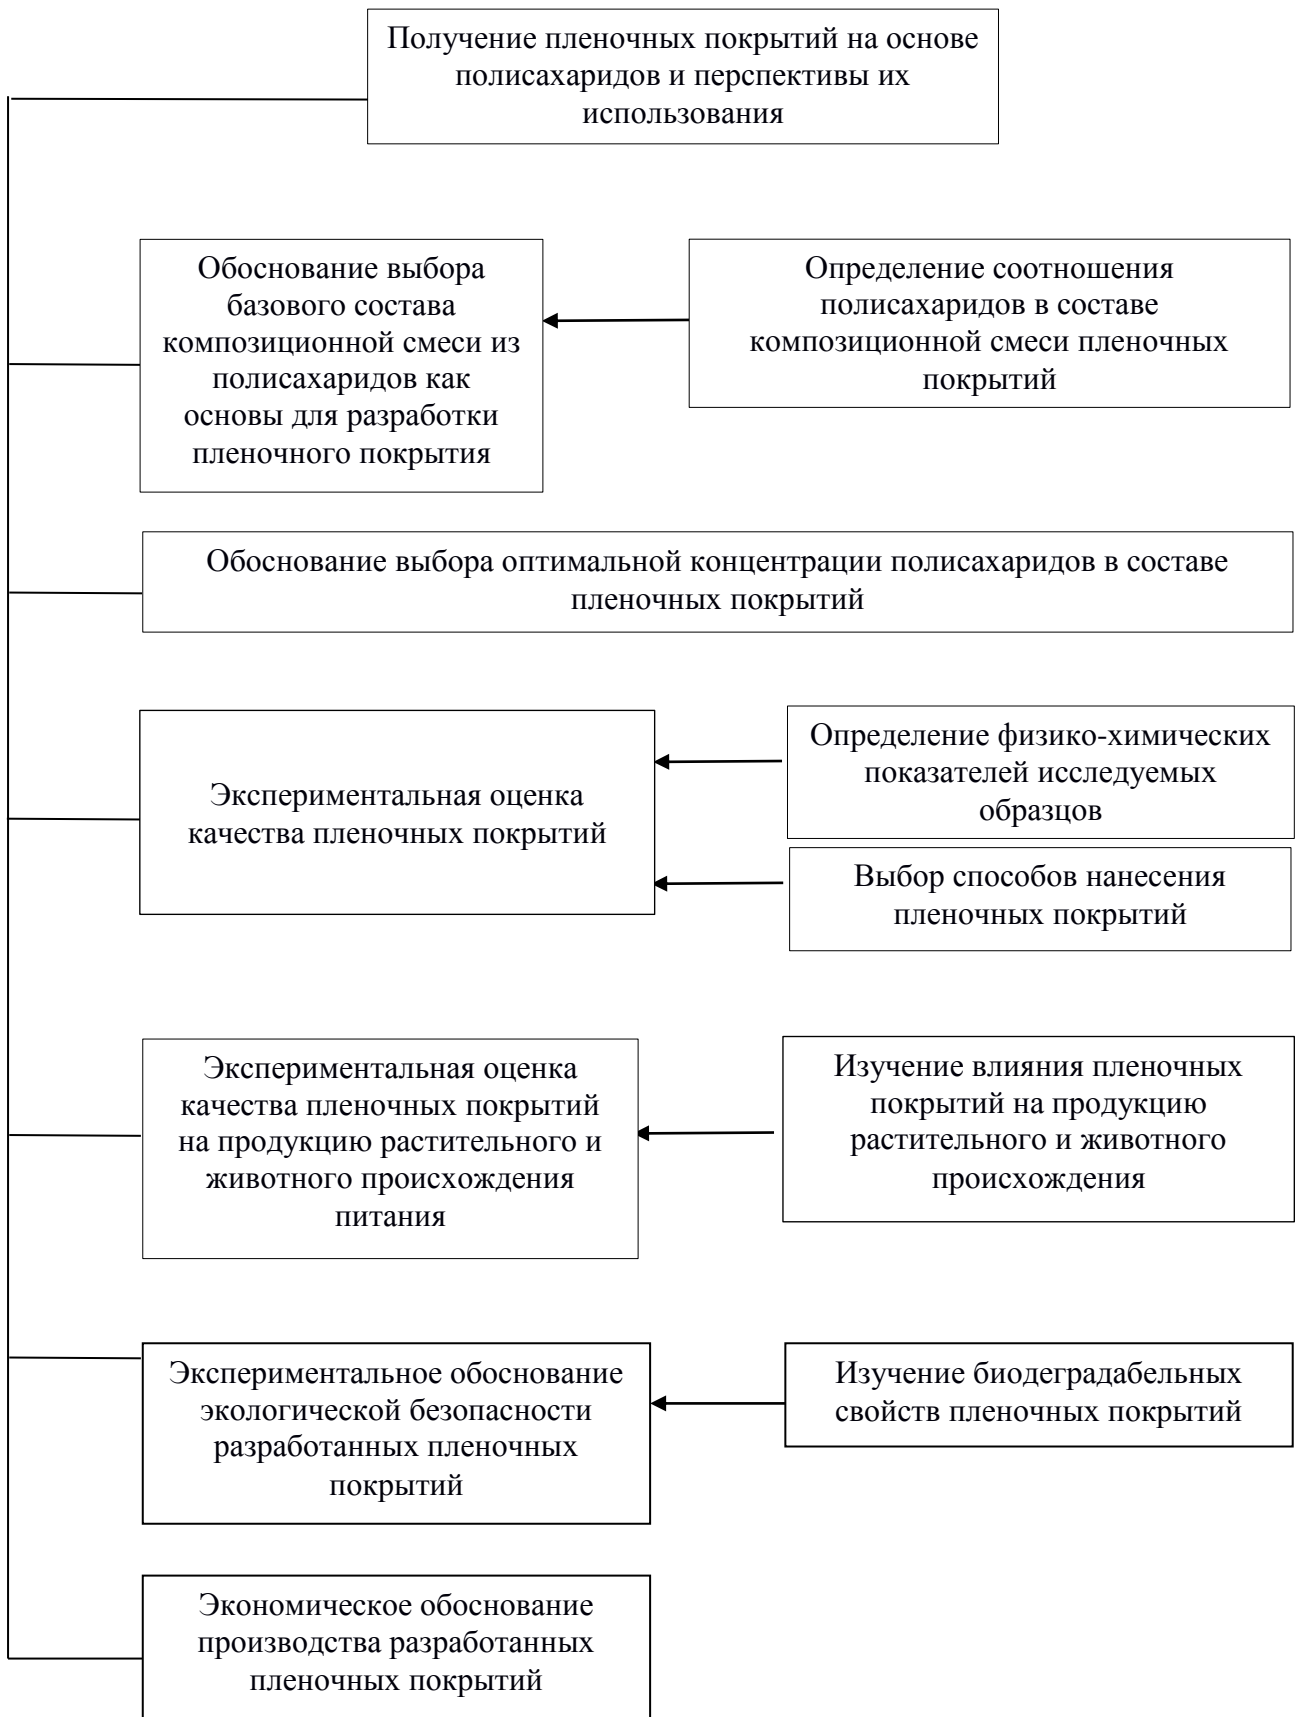 Получение пленочных покрытий на основе
полисахаридов и перспективы их
использования
Обоснование выбора
базового состава
композиционной смеси из
полисахаридов как
основы для разработки
пленочного покрытия
Определение соотношения
полисахаридов в составе
композиционной смеси пленочных
покрытий
Обоснование выбора оптимальной концентрации полисахаридов в составе
пленочных покрытий
Экспериментальная оценка
качества пленочных покрытий
Определение физико-химических
показателей исследуемых
образцов
Выбор способов нанесения
пленочных покрытий
Экспериментальная оценка
качества пленочных покрытий
на продукцию растительного и
животного происхождения
питания
Изучение влияния пленочных
покрытий на продукцию
растительного и животного
происхождения
Экспериментальное обоснование
экологической безопасности
разработанных пленочных
покрытий
Изучение биодеградабельных
свойств пленочных покрытий
Экономическое обоснование
производства разработанных
пленочных покрытий